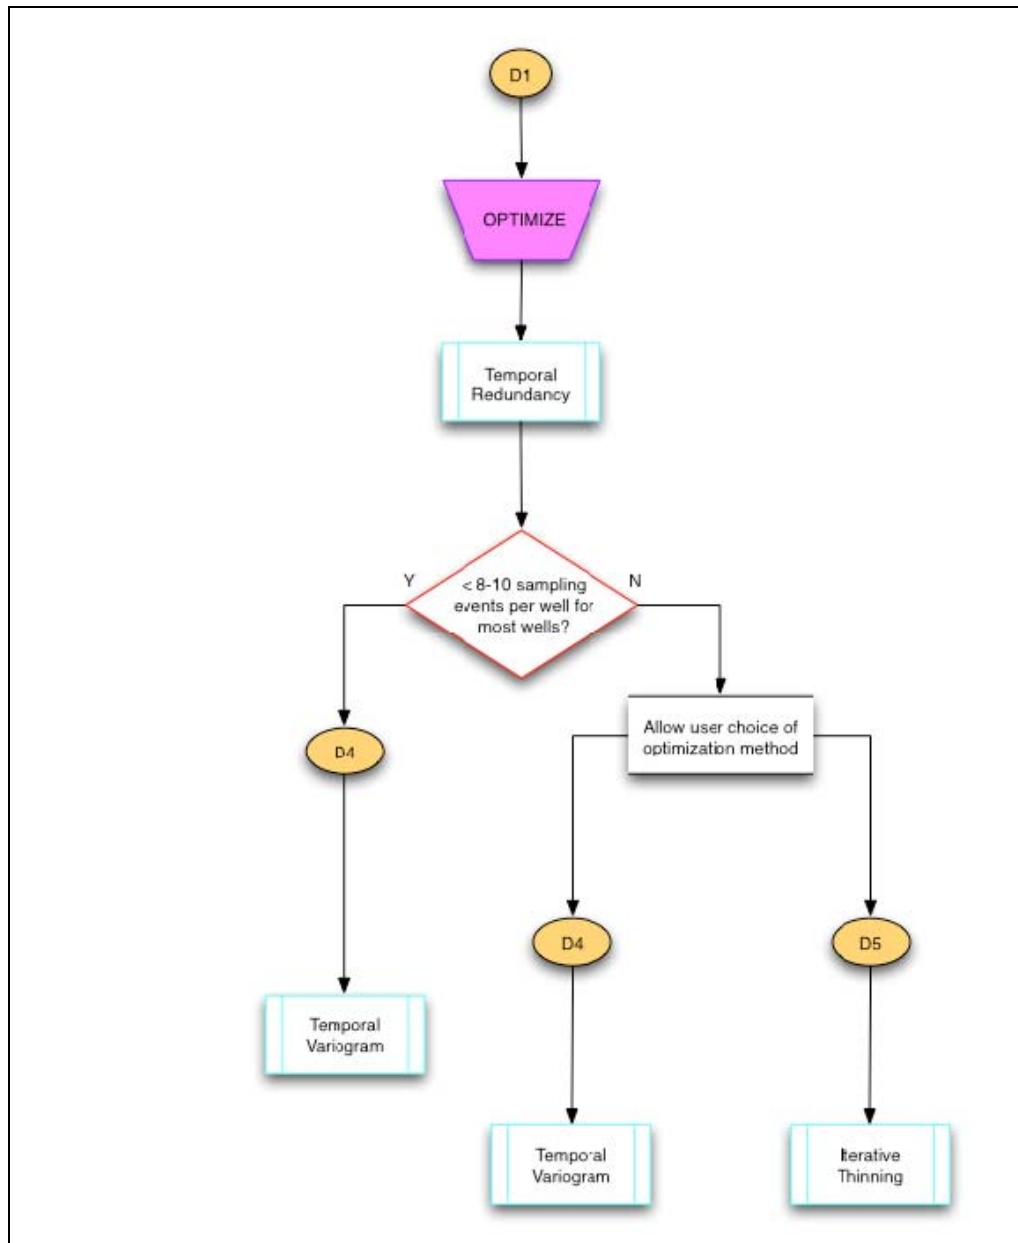 D1
OPTIMIZE
Temporal
Redundancy
Y
N
< 8-10 sampling
events per well for
most wells?
Allow user choice of
optimization method
D4
D4
D5
Temporal
Variogram
Temporal
Variogram
Iterative
Thinning